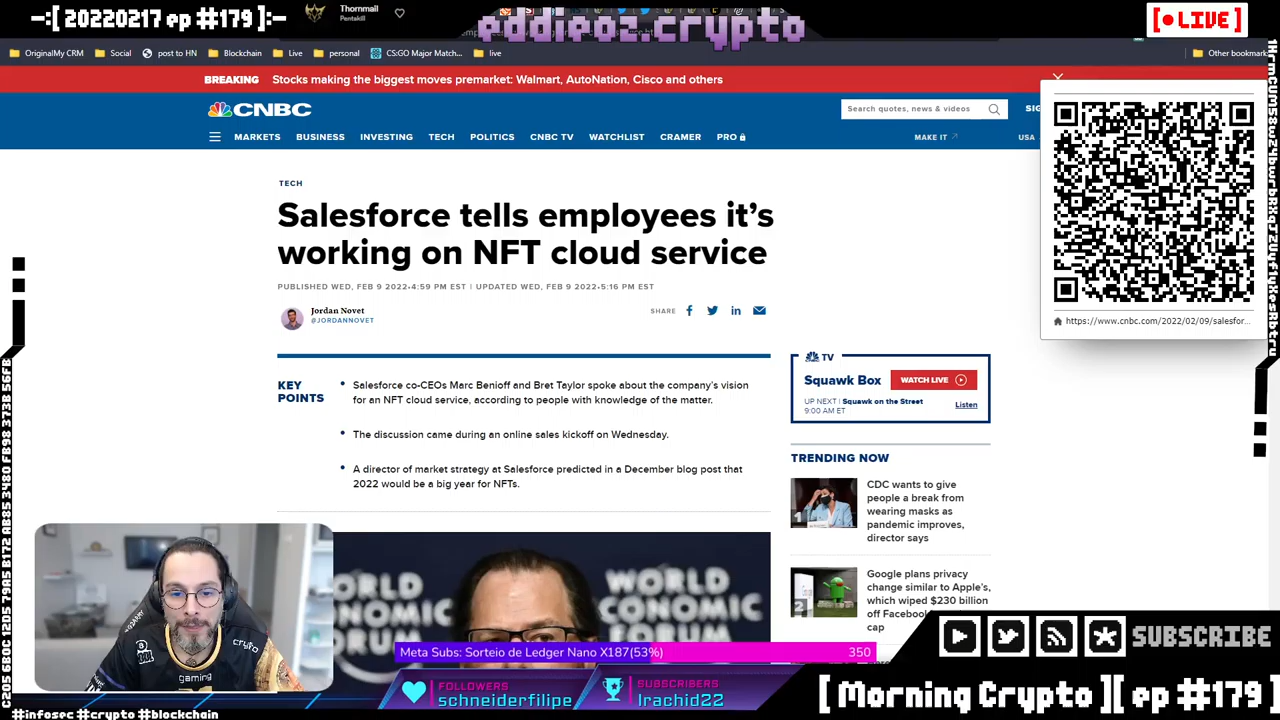 -:[ 20220217 ep #179 ]:-
Thornmail
Pentakill
eddieoz.crypto
[ • LIVE ]
OriginalMy CRM
Social
post to HN
Blockchain
Live
personal
CS:GO Major Match...
live
Other bookmark
BREAKING Stocks making the biggest moves premarket: Walmart, AutoNation, Cisco and others
CNBC
Search quotes, news & videos
SIG
MARKETS BUSINESS INVESTING TECH POLITICS CNBC TV WATCHLIST CRAMER PRO
MAKE IT
USA
TECH
Salesforce tells employees it's
working on NFT cloud service
PUBLISHED WED, FEB 9 2022•4:59 PM EST | UPDATED WED, FEB 9 2022•5:16 PM EST
Jordan Novet
@JORDANNOVET
SHARE
https://www.cnbc.com/2022/02/09/salesfor...
KEY
POINTS
• Salesforce co-CEOs Marc Benioff and Bret Taylor spoke about the company's vision
for an NFT cloud service, according to people with knowledge of the matter.
• The discussion came during an online sales kickoff on Wednesday.
• A director of market strategy at Salesforce predicted in a December blog post that
2022 would be a big year for NFTs.
TV
Squawk Box
WATCH LIVE
UP NEXT | Squawk on the Street
9:00 AM ET
Listen
TRENDING NOW
1
CDC wants to give
people a break from
wearing masks as
pandemic improves,
director says
2
Google plans privacy
change similar to Apple's,
which wiped $230 billion
off Facebook
cap
WORLD
ECONOMIC
FORUM
WORLD
ECONOMIC
FORUM
crypto
gaming
Meta Subs: Sorteio de Ledger Nano X187(53%)
350
FOLLOWERS
schneiderfilipe
SUBSCRIBERS
lrachid22
SUBSCRIBE
[ Morning Crypto ][ ep #179 ]
#infosec #crypto #blockchain